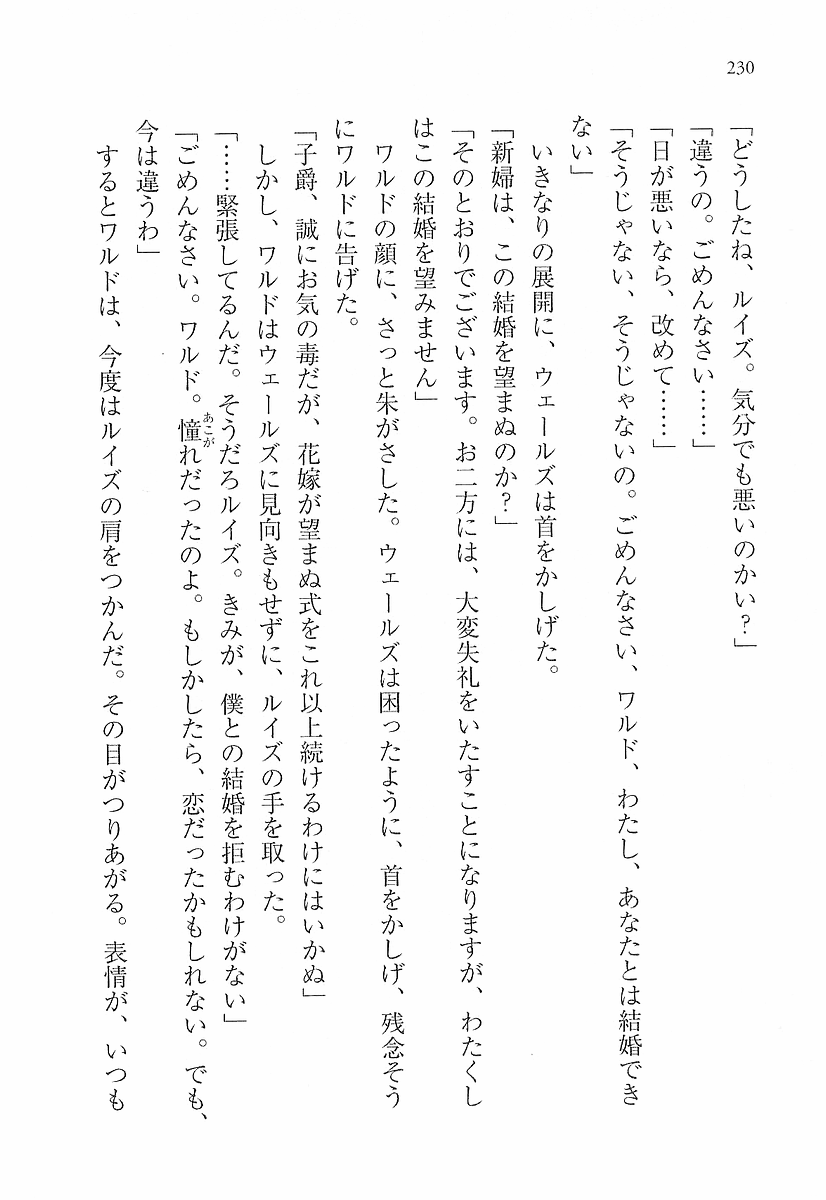 230
「どうしたね、ルイズ。気分でも悪いのかい?」
「違うの。ごめんなさい……」
「日が悪いなら、改めて……」
「そうじゃない、そうじゃないの。ごめんなさい、ワルド、わたし、あなたとは結婚でき
ない」
いきなりの展開に、ウェールズは首をかしげた。
「新婦は、この結婚を望まぬのか?」
「そのとおりでございます。お二方には、大変失礼をいたすことになりますが、わたくし
はこの結婚を望みません」
ワルドの顔に、さっと朱がさした。ウェールズは困ったように、首をかしげ、残念そう
にワルドに告げた。
「子爵、誠にお気の毒だが、花嫁が望まぬ式をこれ以上続けるわけにはいかぬ」
しかし、ワルドはウェールズに見向きもせずに、ルイズの手を取った。
「……緊張してるんだ。そうだろルイズ。きみが、僕との結婚を拒むわけがない」
「ごめんなさい。ワルド。憧れだったのよ。もしかしたら、恋だったかもしれない。でも、
あこが
今は違うわ」
するとワルドは、今度はルイズの肩をつかんだ。その目がつりあがる。表情が、いつも